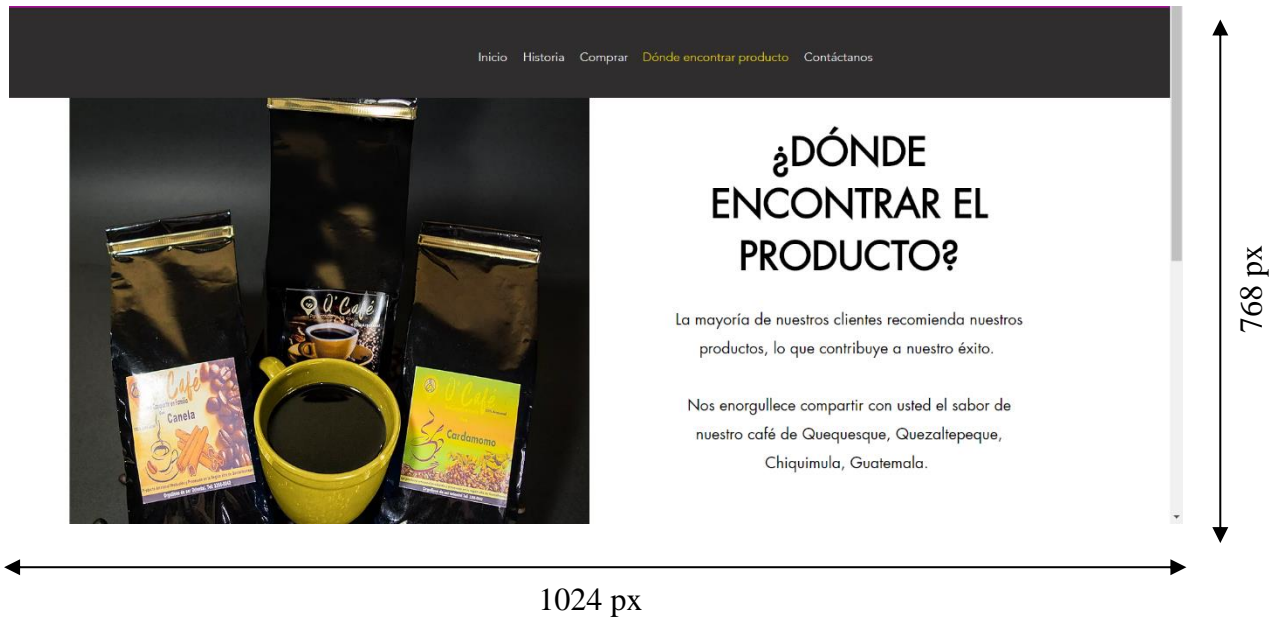 Inicio Historia Comprar Dónde encontrar producto Contáctanos
¿DÓNDE
ENCONTRAR EL
PRODUCTO?
La mayoría de nuestros clientes recomienda nuestros
productos, lo que contribuye a nuestro éxito.
Nos enorgullece compartir con usted el sabor de
nuestro café de Quequesque, Quezaltepeque,
Chiquimula, Guatemala.
Q'Café
Q'Café
Canela
Q'Café
Cardamomo
768 px
1024 px